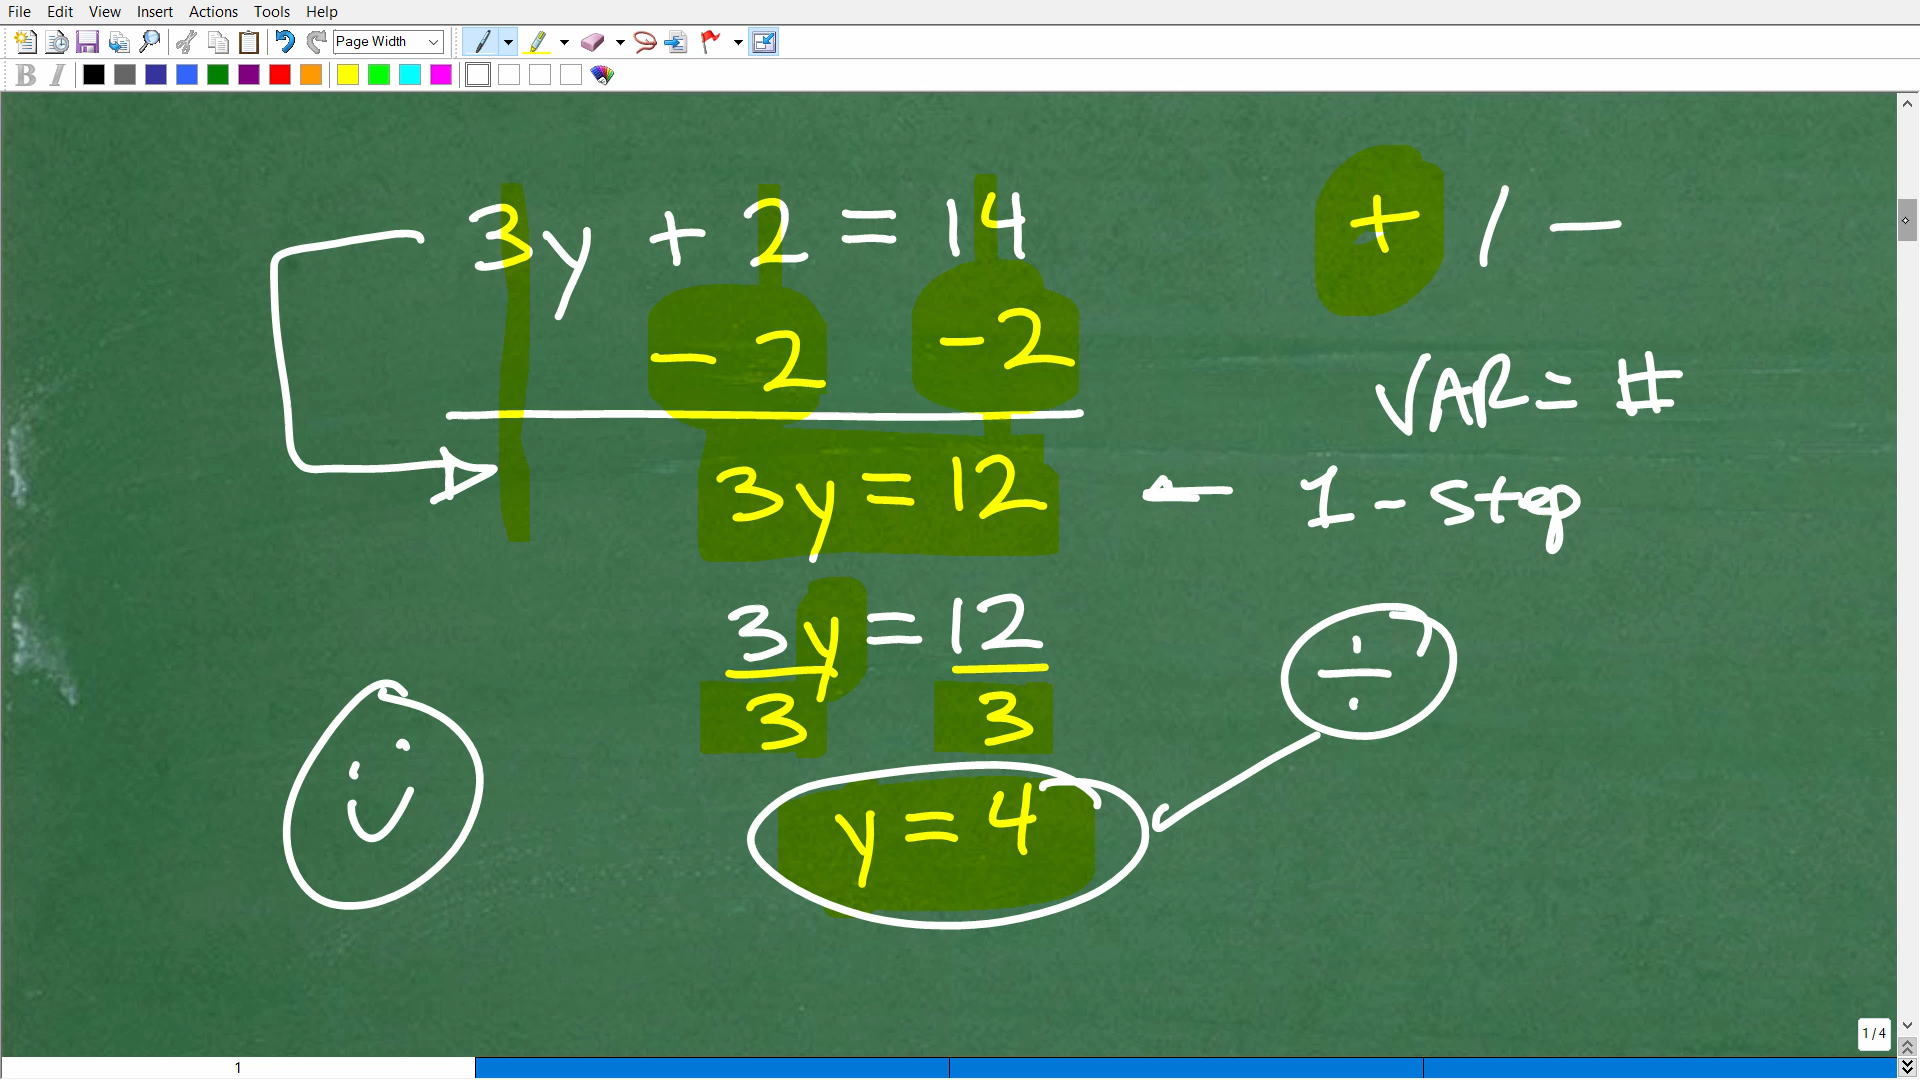 File Edit View Insert Actions Tools Help
Page Width
B I
3y + 2 = 14
+ / -
- 2 -2
VAR = #
3y = 12
1 - step
3y = 12
3 3
÷
y = 4
1 / 4
1